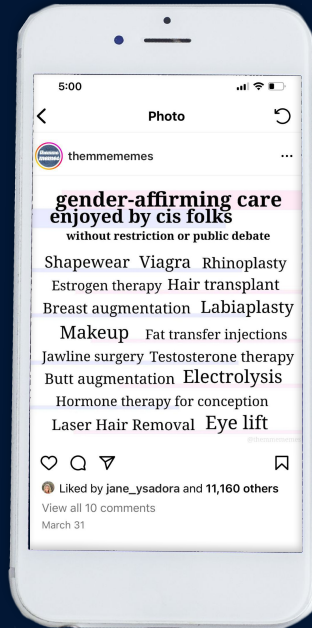 5:00
Photo
themmememes
gender-affirming care
enjoyed by cis folks
without restriction or public debate
Shapewear Viagra Rhinoplasty
Estrogen therapy Hair transplant
Breast augmentation Labiaplasty
Makeup Fat transfer injections
Jawline surgery Testosterone therapy
Butt augmentation Electrolysis
Hormone therapy for conception
Laser Hair Removal Eye lift
Liked by jane_ysadora and 11,160 others
View all 10 comments
March 31